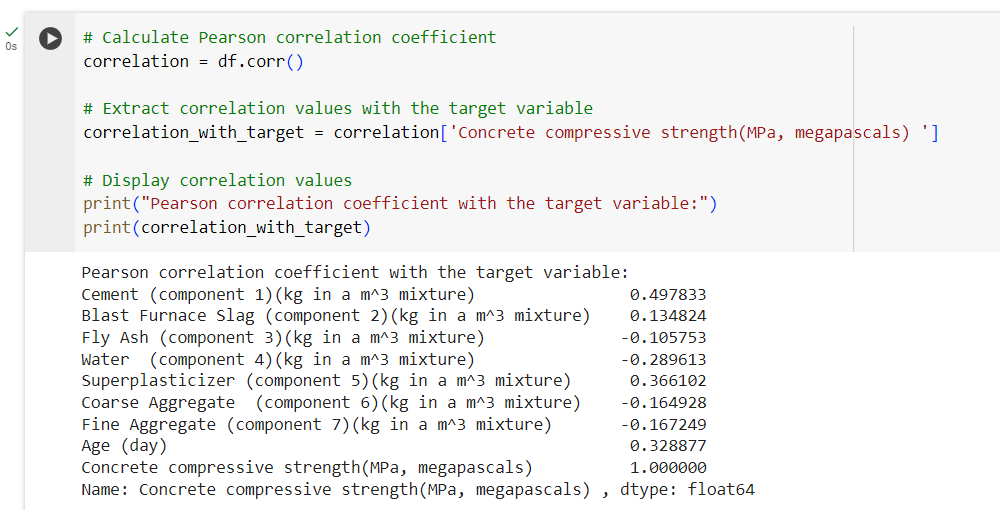 0s
# Calculate Pearson correlation coefficient
correlation = df.corr()
# Extract correlation values with the target variable
correlation_with_target = correlation['Concrete compressive strength(MPa, megapascals) ']
# Display correlation values
print("Pearson correlation coefficient with the target variable:")
print(correlation_with_target)
Pearson correlation coefficient with the target variable:
Cement (component 1)(kg in a m^3 mixture)                0.497833
Blast Furnace Slag (component 2)(kg in a m^3 mixture)    0.134824
Fly Ash (component 3)(kg in a m^3 mixture)              -0.105753
Water  (component 4)(kg in a m^3 mixture)               -0.289613
Superplasticizer (component 5)(kg in a m^3 mixture)      0.366102
Coarse Aggregate  (component 6)(kg in a m^3 mixture)    -0.164928
Fine Aggregate (component 7)(kg in a m^3 mixture)       -0.167249
Age (day)                                                0.328877
Concrete compressive strength(MPa, megapascals)          1.000000
Name: Concrete compressive strength(MPa, megapascals) , dtype: float64